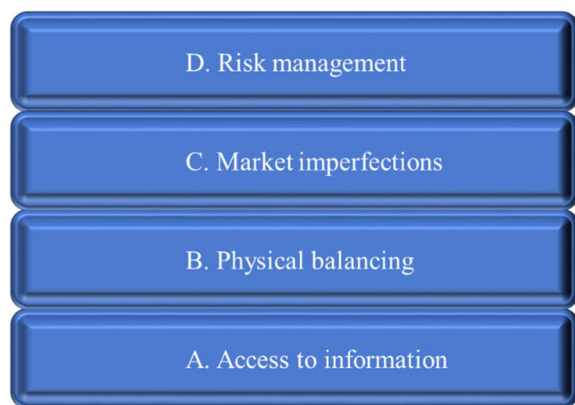 D. Risk management
C. Market imperfections
B. Physical balancing
A. Access to information